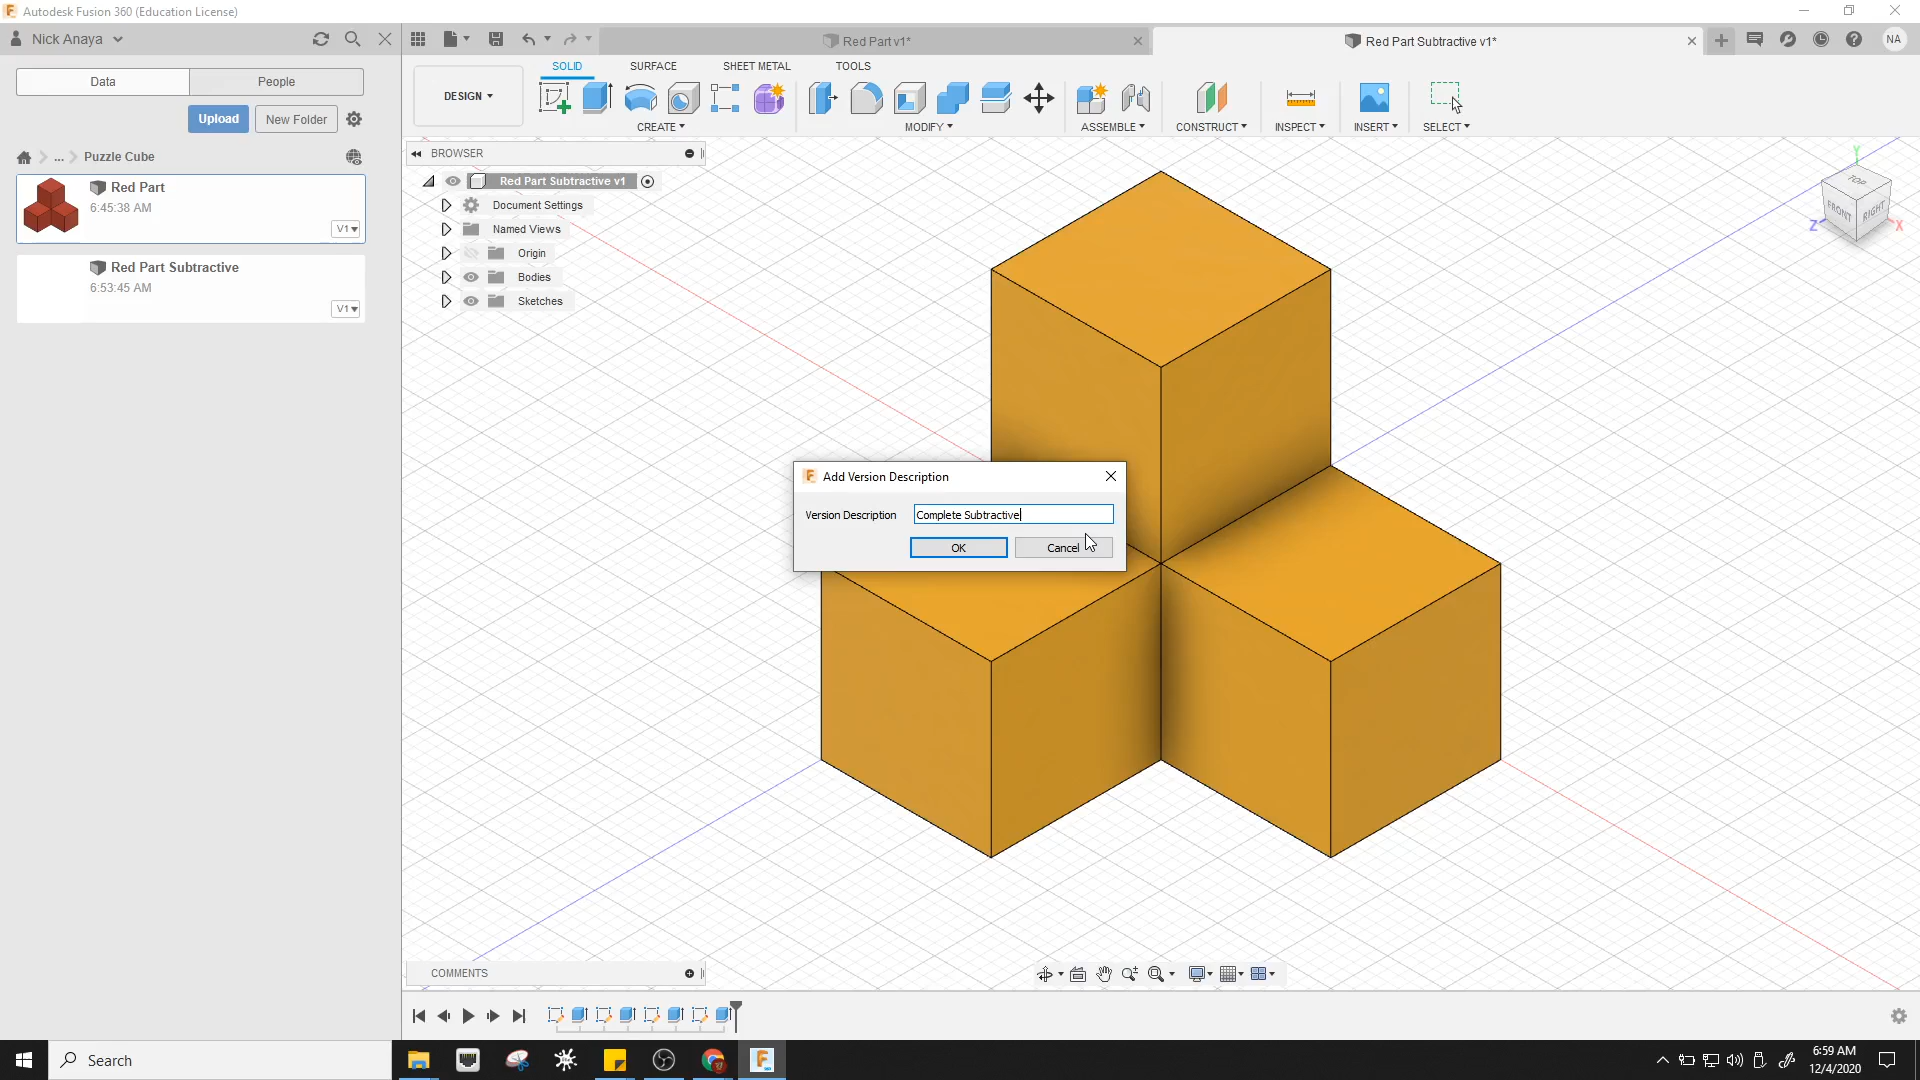 Autodesk Fusion 360 (Education License)
Nick Anaya
Data
People
Upload
New Folder
... Puzzle Cube
Red Part
6:45:38 AM
V1
Red Part Subtractive
6:53:45 AM
V1
Red Part v1*
Red Part Subtractive v1*
NA
DESIGN
SOLID
SURFACE
SHEET METAL
TOOLS
CREATE
MODIFY
ASSEMBLE
CONSTRUCT
INSPECT
INSERT
SELECT
BROWSER
Red Part Subtractive v1
Document Settings
Named Views
Origin
Bodies
Sketches
Y
TOP
FRONT
RIGHT
Z
X
Add Version Description
Version Description
Complete Subtractive
OK
Cancel
COMMENTS
Search
6:59 AM
12/4/2020